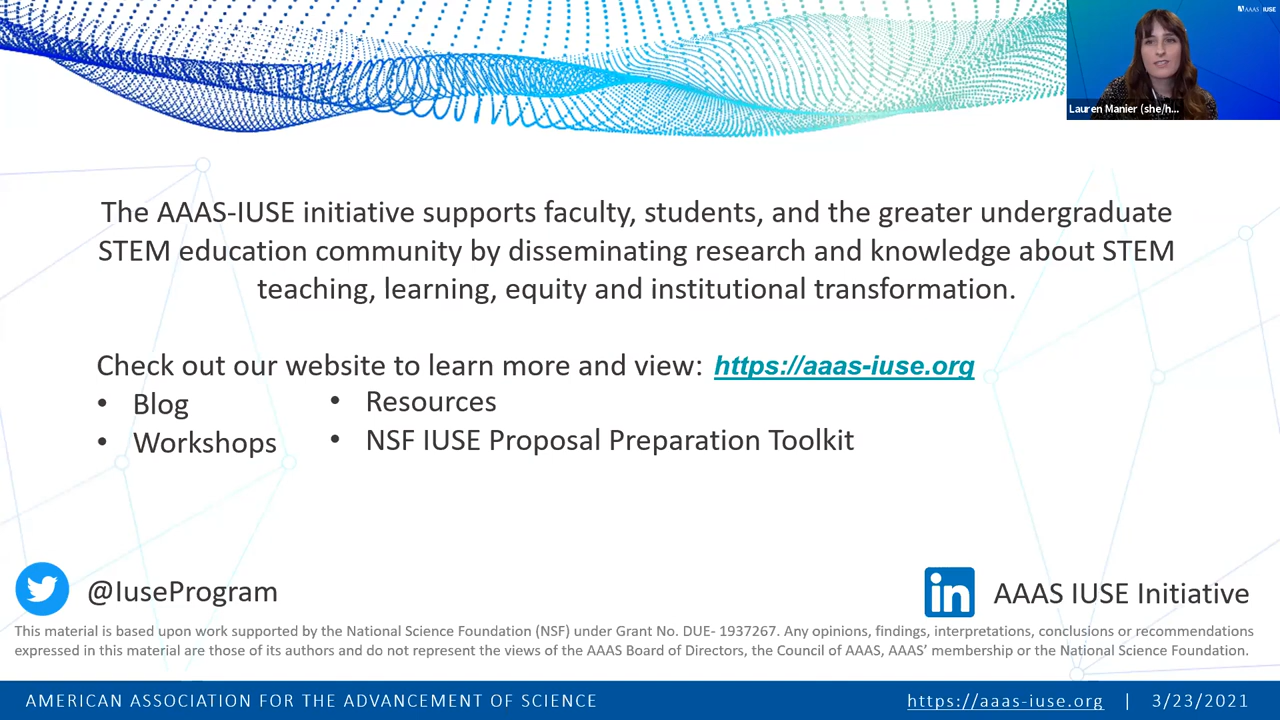 AAAS | IUSE
Lauren Manier (she/h...
The AAAS-IUSE initiative supports faculty, students, and the greater undergraduate
STEM education community by disseminating research and knowledge about STEM
teaching, learning, equity and institutional transformation.
Check out our website to learn more and view: https://aaas-iuse.org
• Blog
• Workshops
• Resources
• NSF IUSE Proposal Preparation Toolkit
@IuseProgram
in AAAS IUSE Initiative
This material is based upon work supported by the National Science Foundation (NSF) under Grant No. DUE- 1937267. Any opinions, findings, interpretations, conclusions or recommendations
expressed in this material are those of its authors and do not represent the views of the AAAS Board of Directors, the Council of AAAS, AAAS’ membership or the National Science Foundation.
AMERICAN ASSOCIATION FOR THE ADVANCEMENT OF SCIENCE
https://aaas-iuse.org | 3/23/2021